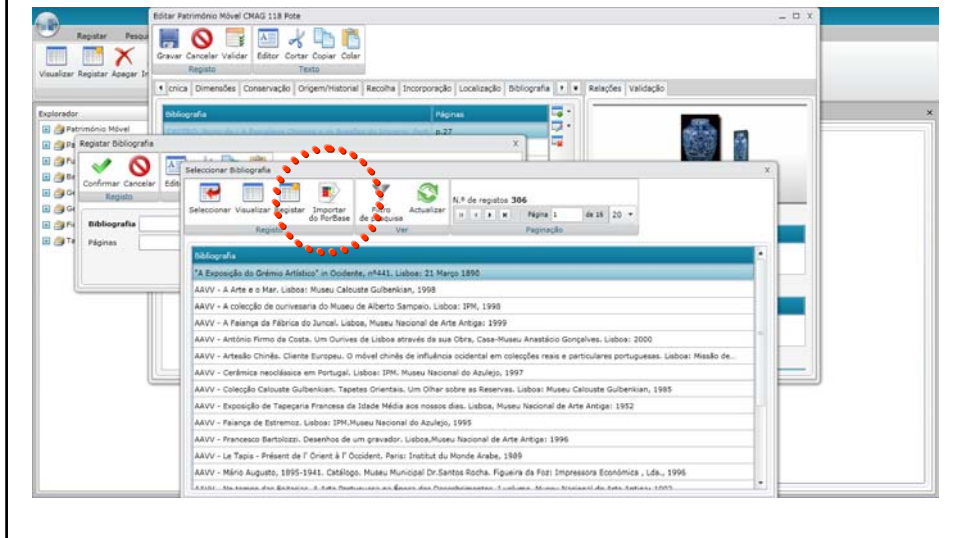 Editar Património Móvel CMAG 118 Pote
Registar Pesqu
Visualizar Registar Apagar
Gravar Cancelar Validar Editor Cortar Copiar Colar
Registo Texto
cnica Dimensões Conservação Origem/Historial Recolha Incorporação Localização Bibliografia Relações Validação
Explorador
Bibliografia Páginas
Património Móvel
p.27
Registar Bibliografia
Confirmar Cancelar
Registo
Bibliografia
Páginas
Seleccionar Bibliografia
Seleccionar Visualizar Registar Importar do PorBase Filtro de pesquisa Actualizar
Registo Ver Paginação
N.º de registos 386
Página 1 de 16 20
Bibliografia
"A Exposição do Grémio Artístico" in Ocidente, nº441. Lisboa: 21 Março 1890
AAVV - A Arte e o Mar. Lisboa: Museu Calouste Gulbenkian, 1998
AAVV - A colecção de ourivesaria do Museu de Alberto Sampaio. Lisboa: IPM, 1998
AAVV - A Faiança da Fábrica do Juncal. Lisboa, Museu Nacional de Arte Antiga: 1999
AAVV - António Firmo da Costa. Um Ourives de Lisboa através da sua Obra, Casa-Museu Anastácio Gonçalves. Lisboa: 2000
AAVV - Artesão Chinês. Cliente Europeu. O móvel chinês de influência ocidental em colecções reais e particulares portuguesas. Lisboa: Missão de...
AAVV - Cerâmica neoclássica em Portugal. Lisboa: IPM. Museu Nacional do Azulejo, 1997
AAVV - Colecção Calouste Gulbenkian. Tapetes Orientais. Um Olhar sobre as Reservas. Lisboa: Museu Calouste Gulbenkian, 1985
AAVV - Exposição de Tapeçaria Francesa da Idade Média aos nossos dias. Lisboa, Museu Nacional de Arte Antiga: 1952
AAVV - Faiança de Estremoz. Lisboa: IPM.Museu Nacional do Azulejo, 1995
AAVV - Francesco Bartolozzi. Desenhos de um gravador. Lisboa,Museu Nacional de Arte Antiga: 1996
AAVV - Le Tapis - Présent de l' Orient à l' Occident. Paris: Institut du Monde Arabe, 1989
AAVV - Mário Augusto, 1895-1941. Catálogo. Museu Municipal Dr.Santos Rocha. Figueira da Foz: Impressora Económica , Lda., 1996